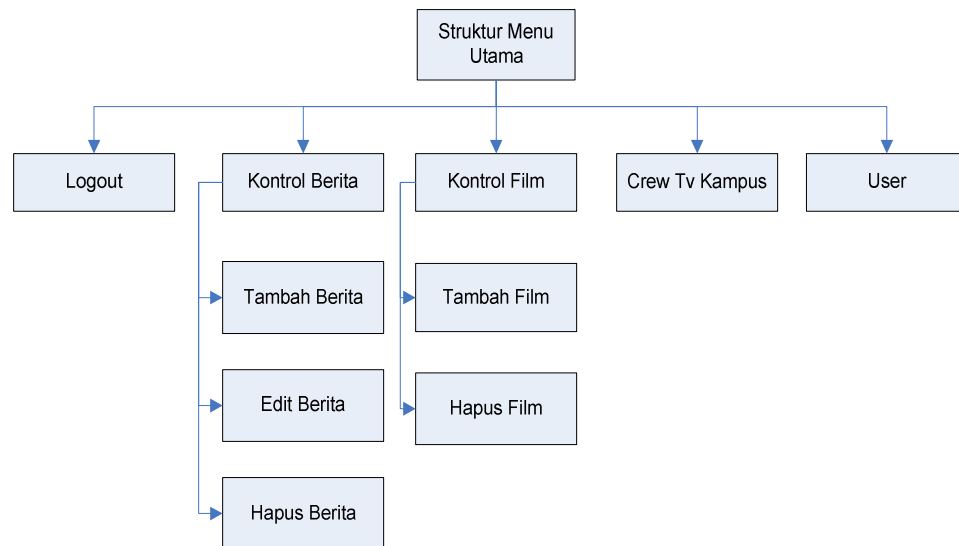 Struktur Menu
Utama
Logout
Kontrol Berita
Kontrol Film
Crew Tv Kampus
User
Tambah Berita
Tambah Film
Edit Berita
Hapus Film
Hapus Berita